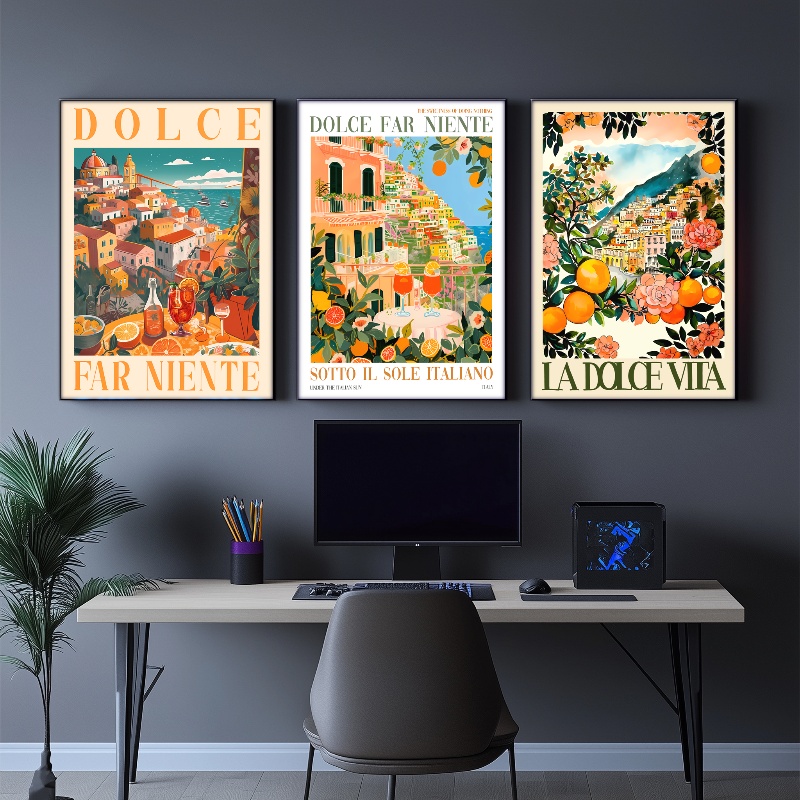 DOLCE
FAR NIENTE
THE SWEETNESS OF DOING NOTHING
DOLCE FAR NIENTE
SOTTO IL SOLE ITALIANO
UNDER THE ITALIAN SUN
ITALY
LA DOLCE VITA